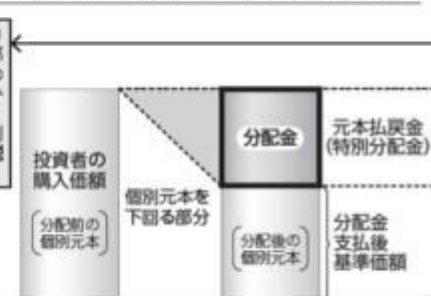 投資者の
購入価額
(分配前の
個別元本)
個別元本を
下回る部分
分配金
(分配後の
個別元本)
元本払戻金
(特別分配金)
分配金
支払後
基準価額